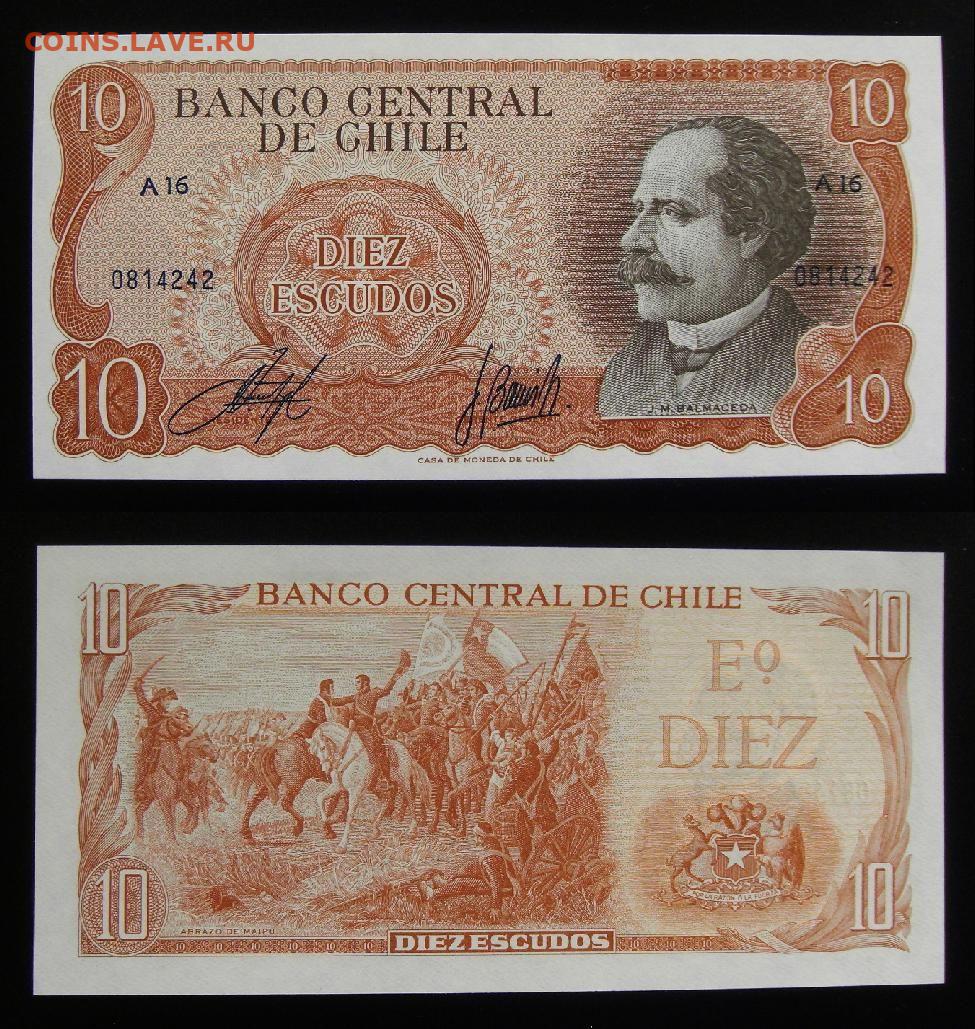 COINS.LAVE.RU
10
10
BANCO CENTRAL
DE CHILE
A 16
A 16
DIEZ
ESCUDOS
0814242
0814242
10
10
J. M. BALMACEDA
CASA DE MONEDA DE CHILE
10
BANCO CENTRAL DE CHILE
10
Eº
DIEZ
10
10
ABRAZO DE MAIPU
DIEZ ESCUDOS